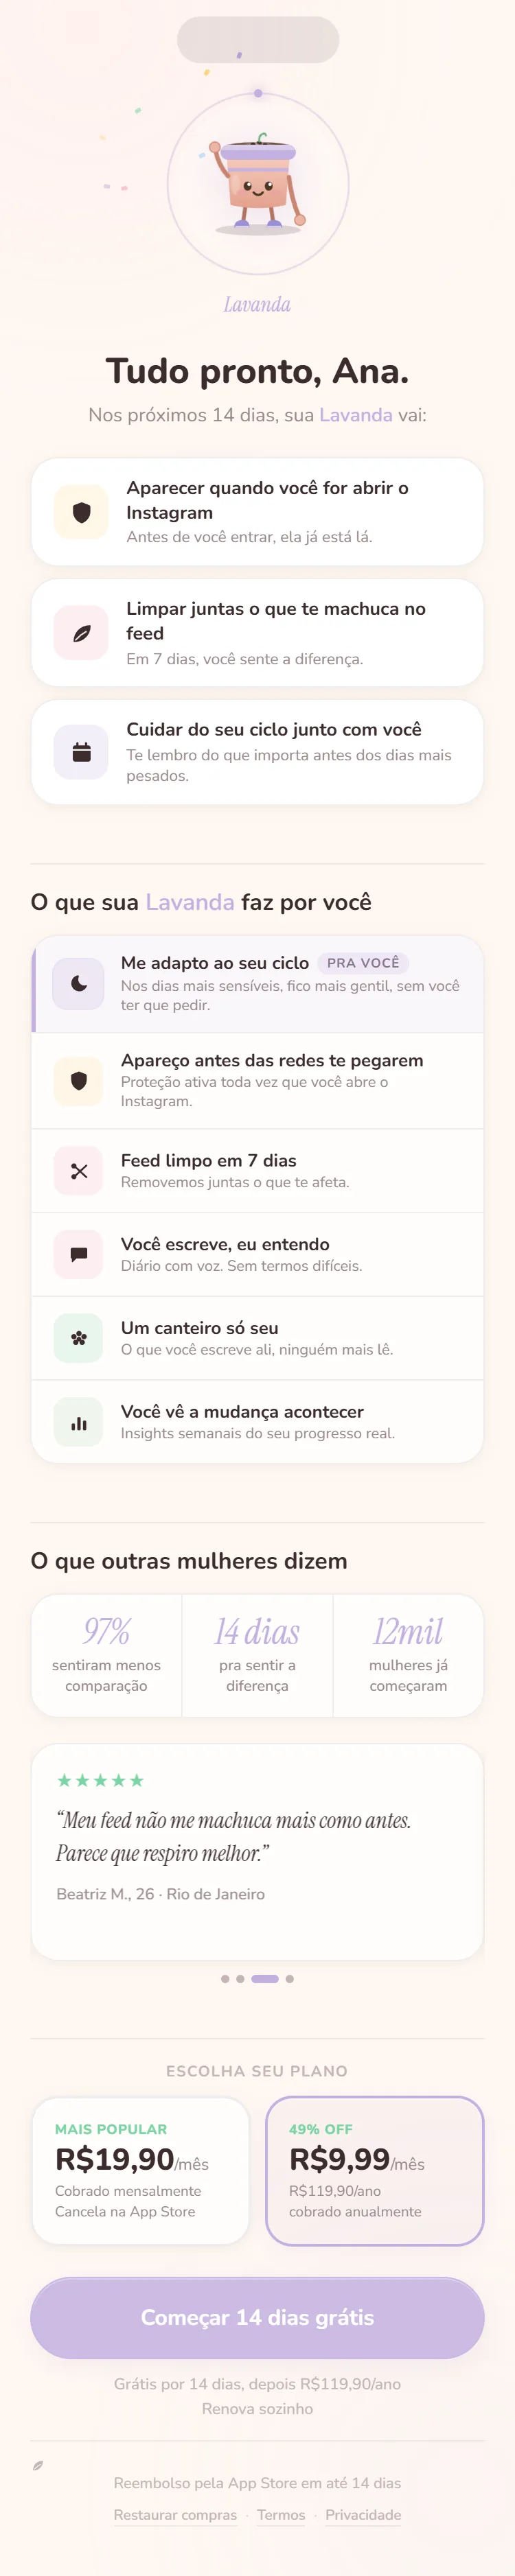 Lavanda
Tudo pronto, Ana.
Nos próximos 14 dias, sua Lavanda vai:
Aparecer quando você for abrir o
Instagram
Antes de você entrar, ela já está lá.
Limpar juntas o que te machuca no
feed
Em 7 dias, você sente a diferença.
Cuidar do seu ciclo junto com você
Te lembro do que importa antes dos dias mais
pesados.
O que sua Lavanda faz por você
Me adapto ao seu ciclo PRA VOCÊ
Nos dias mais sensíveis, fico mais gentil, sem você
ter que pedir.
Apareço antes das redes te pegarem
Proteção ativa toda vez que você abre o
Instagram.
Feed limpo em 7 dias
Removemos juntas o que te afeta.
Você escreve, eu entendo
Diário com voz. Sem termos difíceis.
Um canteiro só seu
O que você escreve ali, ninguém mais lê.
Você vê a mudança acontecer
Insights semanais do seu progresso real.
O que outras mulheres dizem
97%
sentiram menos
comparação
14 dias
pra sentir a
diferença
12mil
mulheres já
começaram
“Meu feed não me machuca mais como antes.
Parece que respiro melhor.”
Beatriz M., 26 · Rio de Janeiro
ESCOLHA SEU PLANO
MAIS POPULAR
R$19,90/mês
Cobrado mensalmente
Cancela na App Store
49% OFF
R$9,99/mês
R$119,90/ano
cobrado anualmente
Começar 14 dias grátis
Grátis por 14 dias, depois R$119,90/ano
Renova sozinho
Reembolso pela App Store em até 14 dias
Restaurar compras · Termos · Privacidade